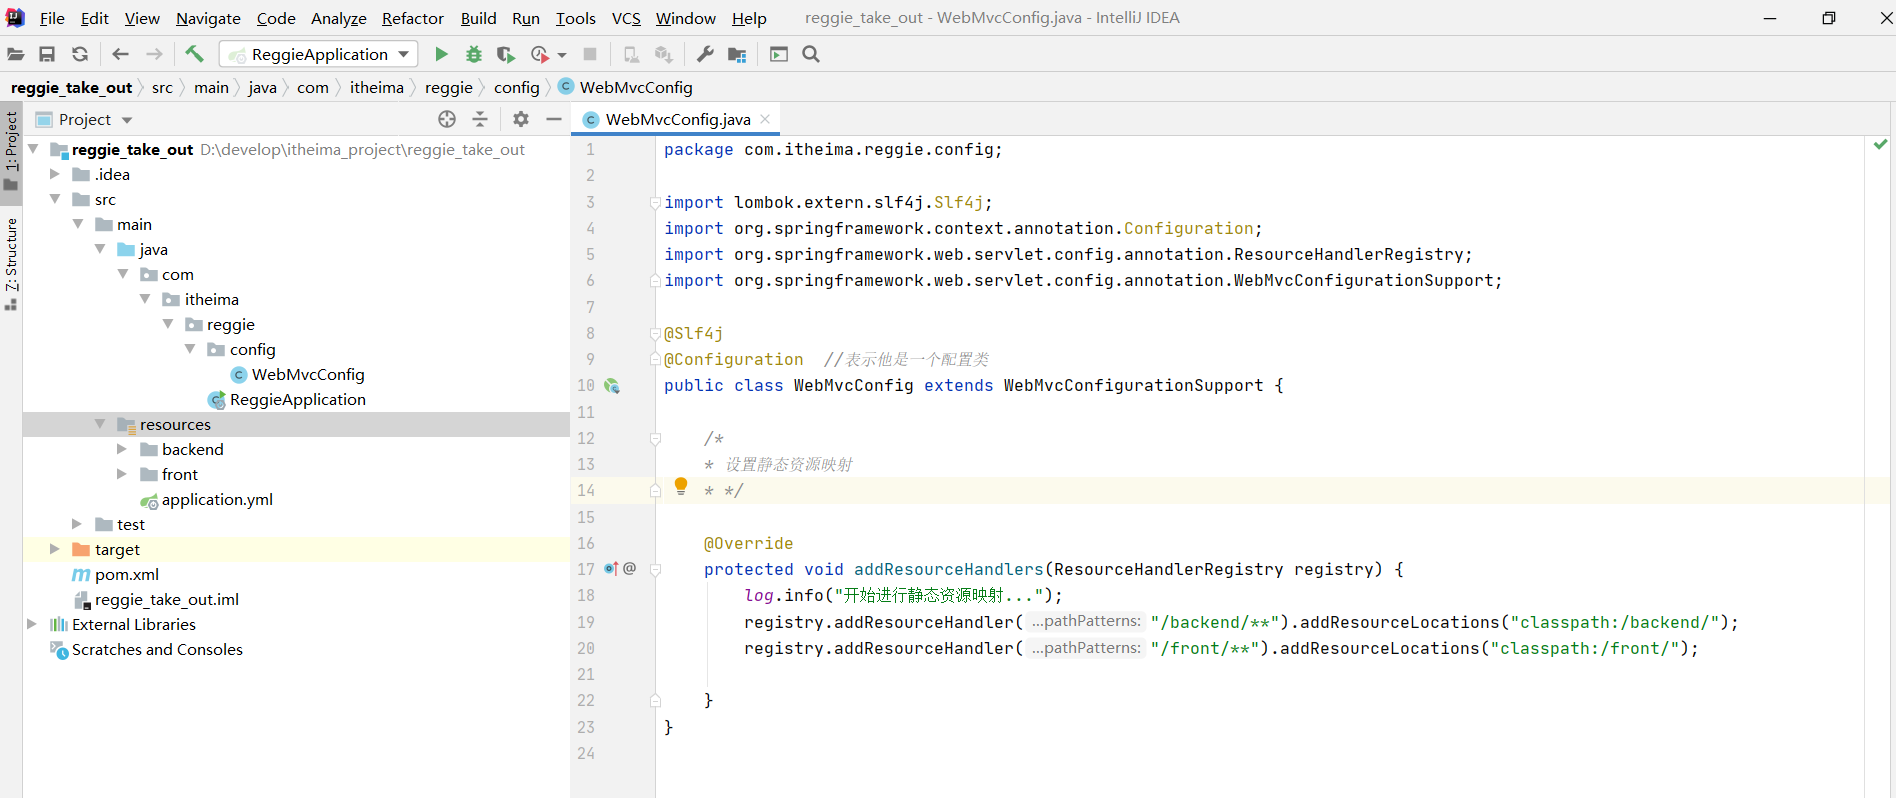 File Edit View Navigate Code Analyze Refactor Build Run Tools VCS Window Help reggie_take_out - WebMvcConfig.java - IntelliJ IDEA
ReggieApplication
reggie_take_out src main java com itheima reggie config WebMvcConfig
1: Project
Z: Structure
Project
reggie_take_out D:\develop\itheima_project\reggie_take_out
.idea
src
main
java
com
itheima
reggie
config
WebMvcConfig
ReggieApplication
resources
backend
front
application.yml
test
target
pom.xml
reggie_take_out.iml
External Libraries
Scratches and Consoles
WebMvcConfig.java
1 package com.itheima.reggie.config;
2
3 import lombok.extern.slf4j.Slf4j;
4 import org.springframework.context.annotation.Configuration;
5 import org.springframework.web.servlet.config.annotation.ResourceHandlerRegistry;
6 import org.springframework.web.servlet.config.annotation.WebMvcConfigurationSupport;
7
8 @Slf4j
9 @Configuration //表示他是一个配置类
10 public class WebMvcConfig extends WebMvcConfigurationSupport {
11
12 /*
13 * 设置静态资源映射
14 * */
15
16 @Override
17 @ protected void addResourceHandlers(ResourceHandlerRegistry registry) {
18 log.info("开始进行静态资源映射...");
19 registry.addResourceHandler( ...pathPatterns: "/backend/**").addResourceLocations("classpath:/backend/");
20 registry.addResourceHandler( ...pathPatterns: "/front/**").addResourceLocations("classpath:/front/");
21
22 }
23 }
24